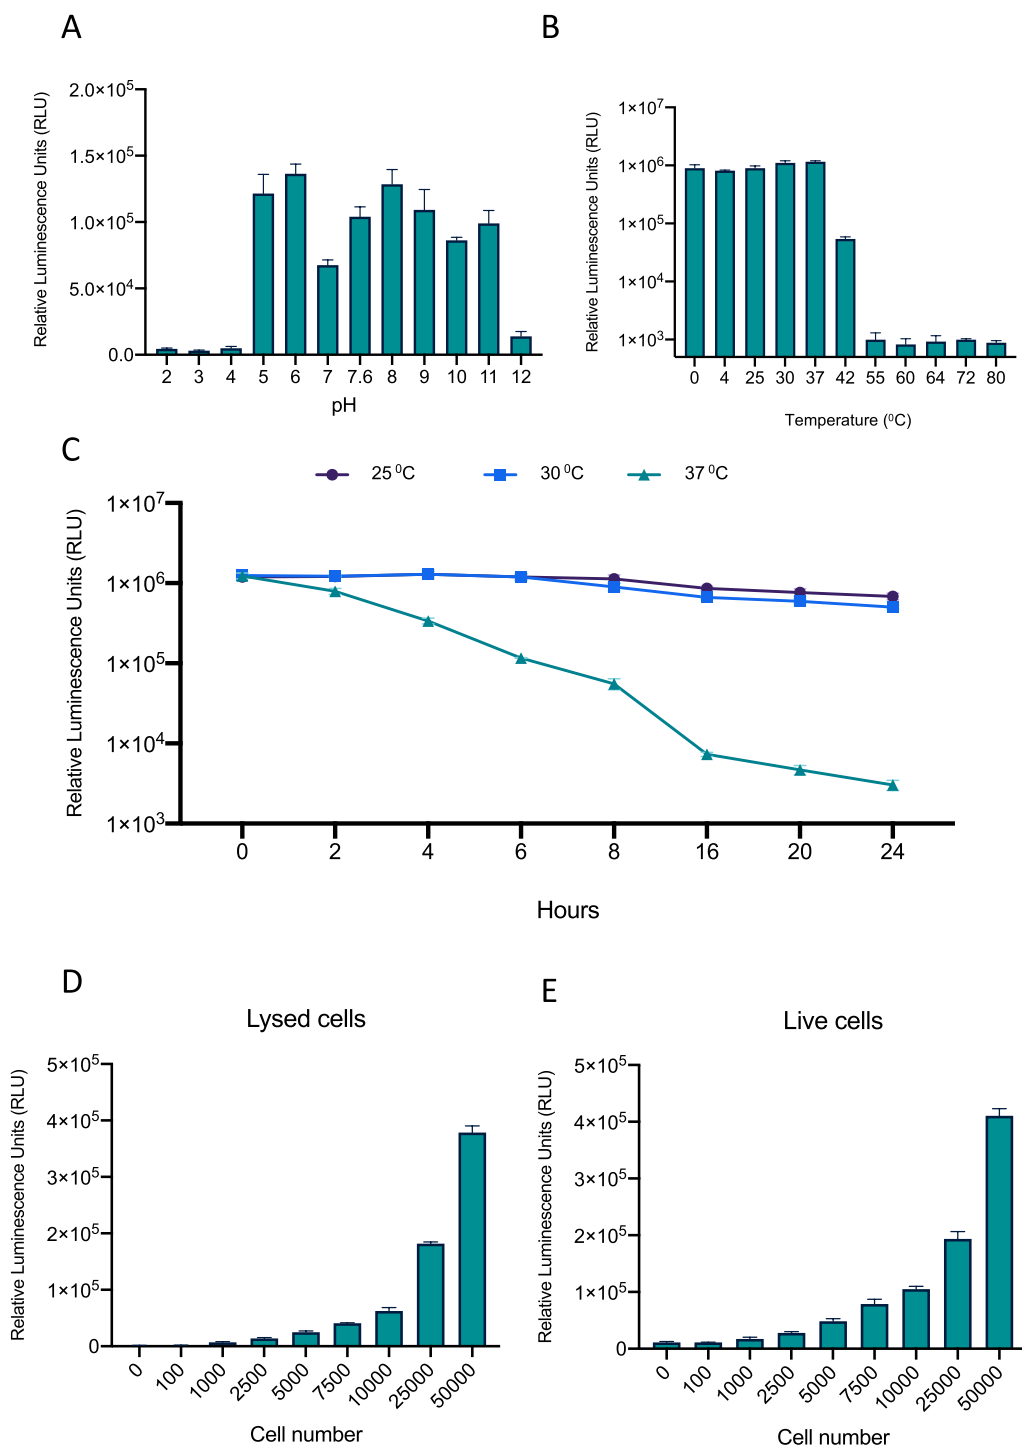 A
Relative Luminescence Units (RLU)
2.0×10⁵
1.5×10⁵
1.0×10⁵
5.0×10⁴
0.0
2 3 4 5 6 7 7.6 8 9 10 11 12
pH
B
Relative Luminescence Units (RLU)
1×10⁷
1×10⁶
1×10⁵
1×10⁴
1×10³
0 4 25 30 37 42 55 60 64 72 80
Temperature (⁰C)
C
25 ⁰C 30 ⁰C 37 ⁰C
Relative Luminescence Units (RLU)
1×10⁷
1×10⁶
1×10⁵
1×10⁴
1×10³
0 2 4 6 8 16 20 24
Hours
D
Lysed cells
Relative Luminescence Units (RLU)
5×10⁵
4×10⁵
3×10⁵
2×10⁵
1×10⁵
0
0 100 1000 2500 5000 7500 10000 25000 50000
Cell number
E
Live cells
Relative Luminescence Units (RLU)
5×10⁵
4×10⁵
3×10⁵
2×10⁵
1×10⁵
0
0 100 1000 2500 5000 7500 10000 25000 50000
Cell number